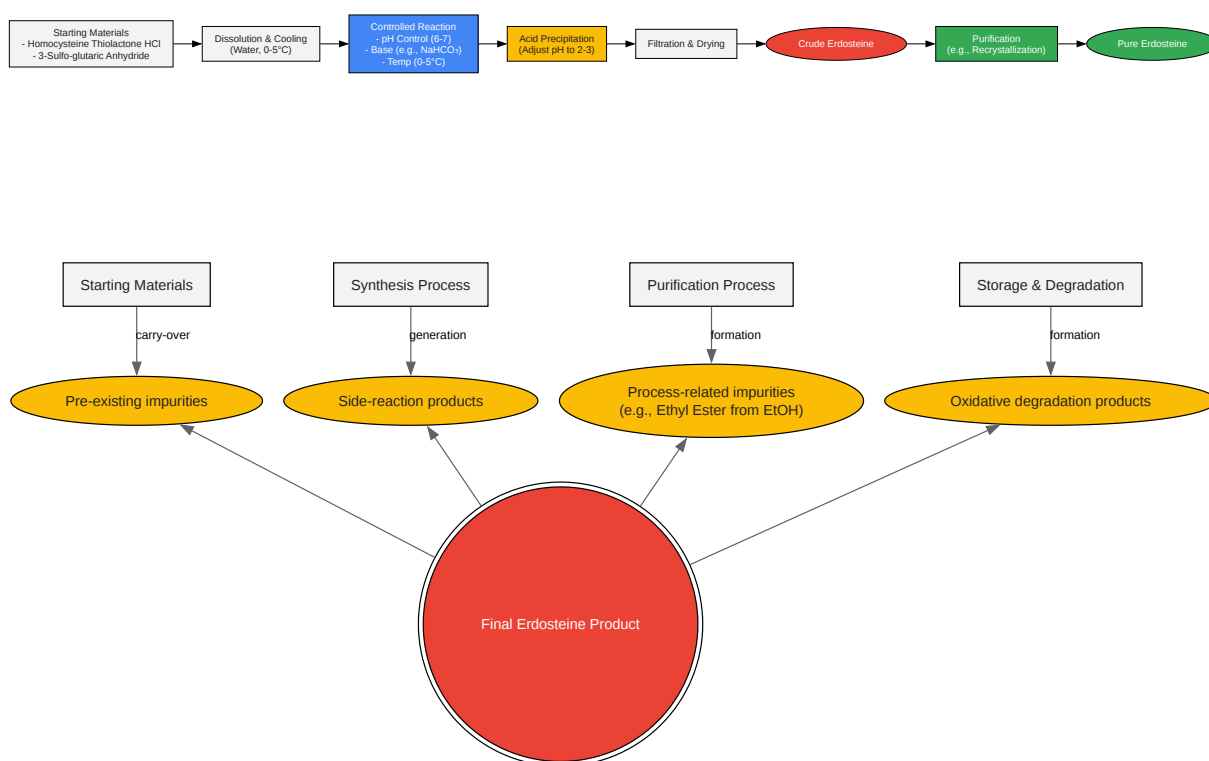 Starting Materials
- Homocysteine Thiolactone HCl
- 3-Sulfo-glutaric Anhydride
Dissolution & Cooling
(Water, 0-5°C)
Controlled Reaction
- pH Control (6-7)
- Base (e.g., NaHCO₃)
- Temp (0-5°C)
Acid Precipitation
(Adjust pH to 2-3)
Filtration & Drying
Crude Erdosteine
Purification
(e.g., Recrystallization)
Pure Erdosteine
Starting Materials
Synthesis Process
Purification Process
Storage & Degradation
carry-over
generation
formation
formation
Pre-existing impurities
Side-reaction products
Process-related impurities
(e.g., Ethyl Ester from EtOH)
Oxidative degradation products
Final Erdosteine Product